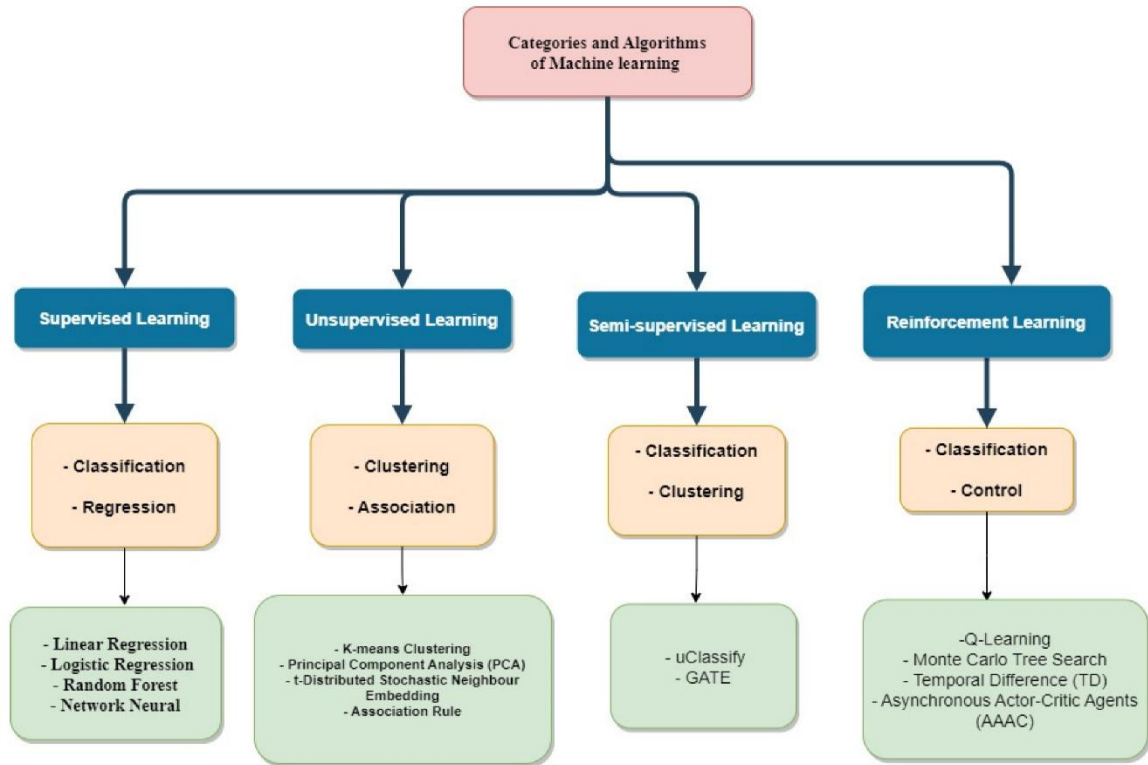 Categories and Algorithms
of Machine learning
Supervised Learning
Unsupervised Learning
Semi-supervised Learning
Reinforcement Learning
- Classification
- Regression
- Clustering
- Association
- Classification
- Clustering
- Classification
- Control
- Linear Regression
- Logistic Regression
- Random Forest
- Network Neural
- K-means Clustering
- Principal Component Analysis (PCA)
- t-Distributed Stochastic Neighbour
Embedding
- Association Rule
- uClassify
- GATE
-Q-Learning
- Monte Carlo Tree Search
- Temporal Difference (TD)
- Asynchronous Actor-Critic Agents
(AAAC)